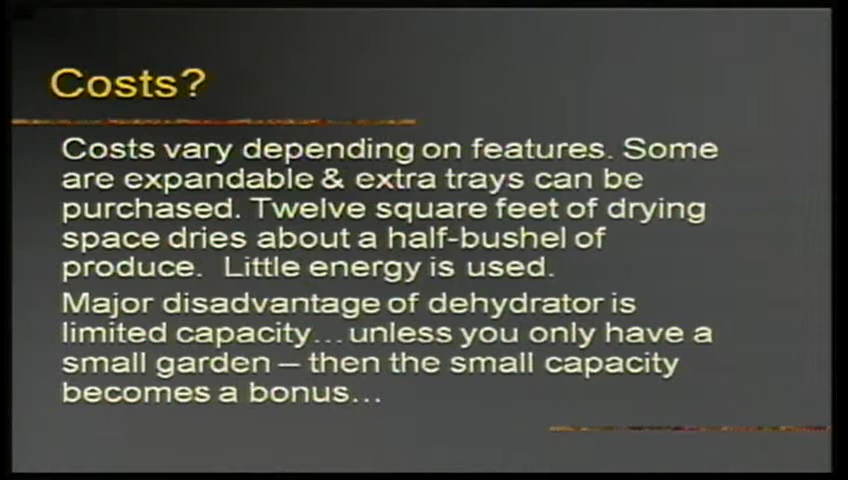 Costs?
Costs vary depending on features. Some
are expandable & extra trays can be
purchased. Twelve square feet of drying
space dries about a half-bushel of
produce.  Little energy is used.
Major disadvantage of dehydrator is
limited capacity…unless you only have a
small garden – then the small capacity
becomes a bonus…